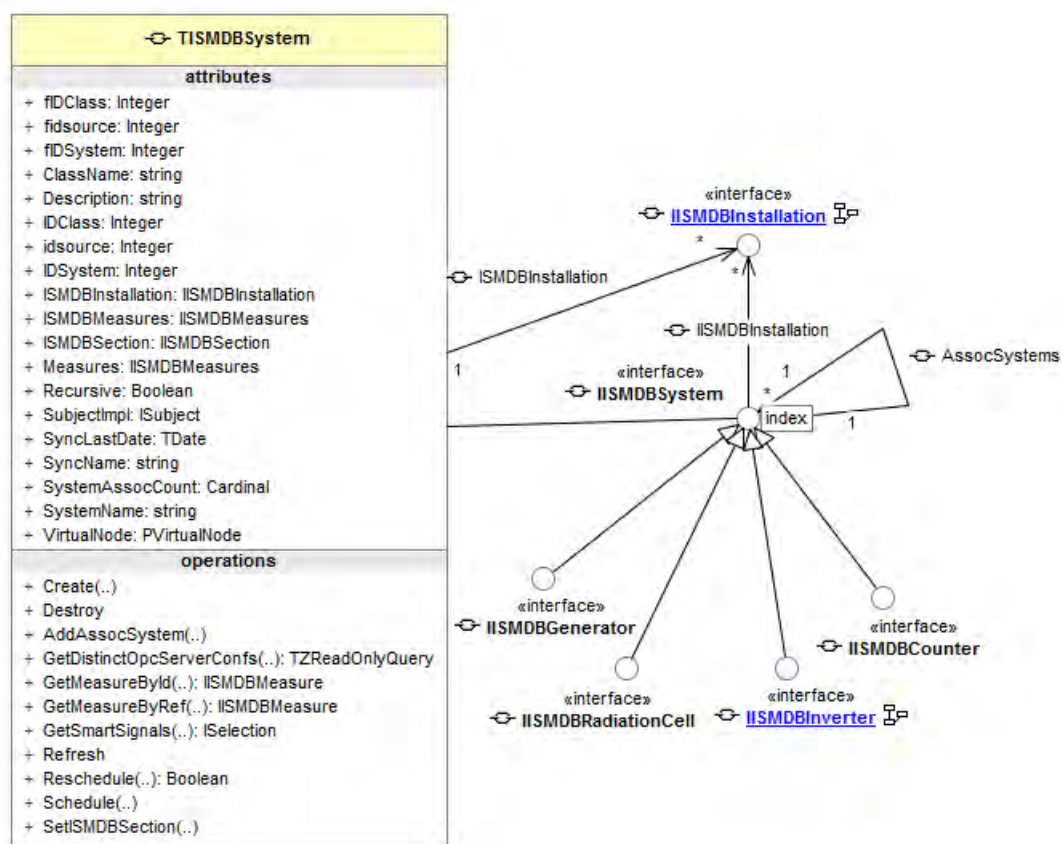 TISMDBSystem
attributes
+ fIDClass: Integer
+ fidsource: Integer
+ fIDSystem: Integer
+ ClassName: string
+ Description: string
+ IDClass: Integer
+ idsource: Integer
+ IDSystem: Integer
+ ISMDBInstallation: IISMDBInstallation
+ ISMDBMeasures: IISMDBMeasures
+ ISMDBSection: IISMDBSection
+ Measures: IISMDBMeasures
+ Recursive: Boolean
+ SubjectImpl: ISubject
+ SyncLastDate: TDate
+ SyncName: string
+ SystemAssocCount: Cardinal
+ SystemName: string
+ VirtualNode: PVirtualNode
operations
+ Create(..)
+ Destroy
+ AddAssocSystem(..)
+ GetDistinctOpcServerConfs(..): TZReadOnlyQuery
+ GetMeasureById(..): IISMDBMeasure
+ GetMeasureByRef(..): IISMDBMeasure
+ GetSmartSignals(..): ISelection
+ Refresh
+ Reschedule(..): Boolean
+ Schedule(..)
+ SetISMDBSection(..)
«interface»
IISMDBInstallation
*
*
ISMDBInstallation
IISMDBInstallation
1
«interface»
IISMDBSystem
1
*
AssocSystems
index
1
«interface»
IISMDBGenerator
«interface»
IISMDBCounter
«interface»
IISMDBRadiationCell
«interface»
IISMDBInverter